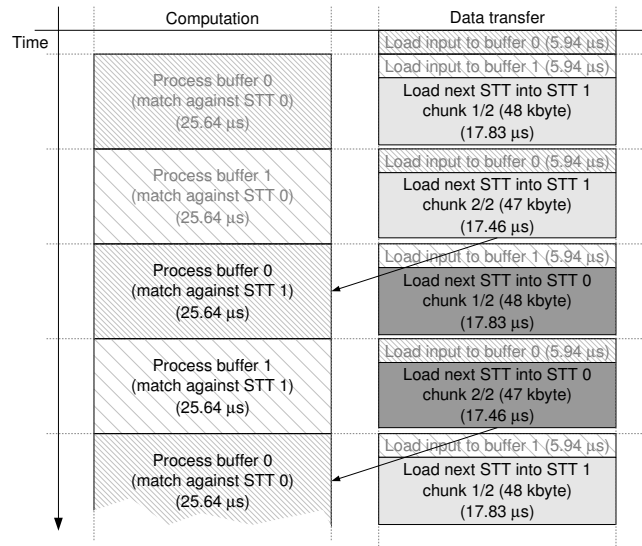 Computation
Data transfer
Time
Load input to buffer 0 (5.94 μs)
Load input to buffer 1 (5.94 μs)
Process buffer 0
(match against STT 0)
(25.64 μs)
Load next STT into STT 1
chunk 1/2 (48 kbyte)
(17.83 μs)
Load input to buffer 0 (5.94 μs)
Process buffer 1
(match against STT 0)
(25.64 μs)
Load next STT into STT 1
chunk 2/2 (47 kbyte)
(17.46 μs)
Load input to buffer 1 (5.94 μs)
Process buffer 0
(match against STT 1)
(25.64 μs)
Load next STT into STT 0
chunk 1/2 (48 kbyte)
(17.83 μs)
Load input to buffer 0 (5.94 μs)
Process buffer 1
(match against STT 1)
(25.64 μs)
Load next STT into STT 0
chunk 2/2 (47 kbyte)
(17.46 μs)
Load input to buffer 1 (5.94 μs)
Process buffer 0
(match against STT 0)
(25.64 μs)
Load next STT into STT 1
chunk 1/2 (48 kbyte)
(17.83 μs)